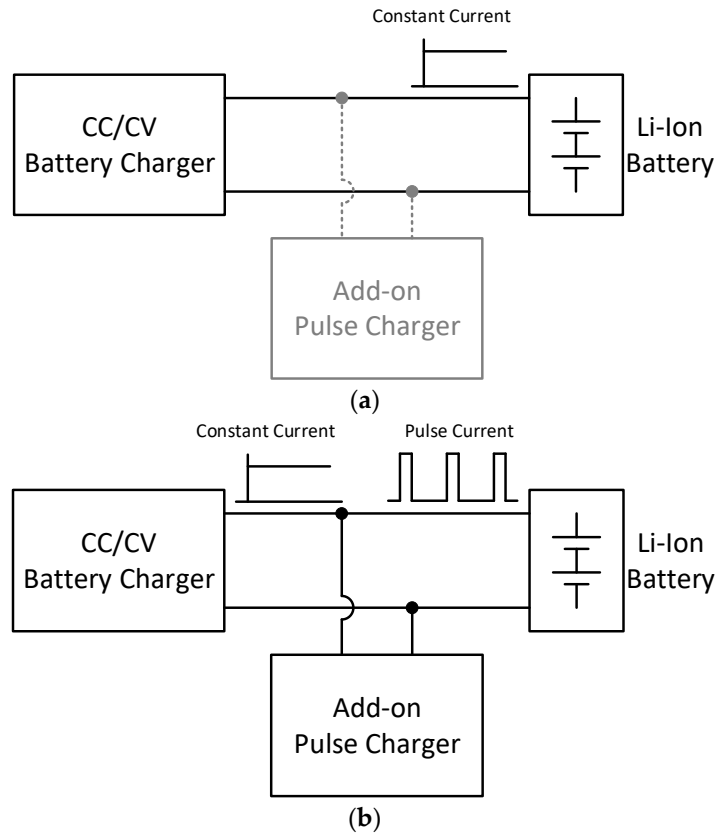 Constant Current
CC/CV
Battery Charger
Li-Ion
Battery
Add-on
Pulse Charger
(a)
Constant Current
Pulse Current
CC/CV
Battery Charger
Li-Ion
Battery
Add-on
Pulse Charger
(b)